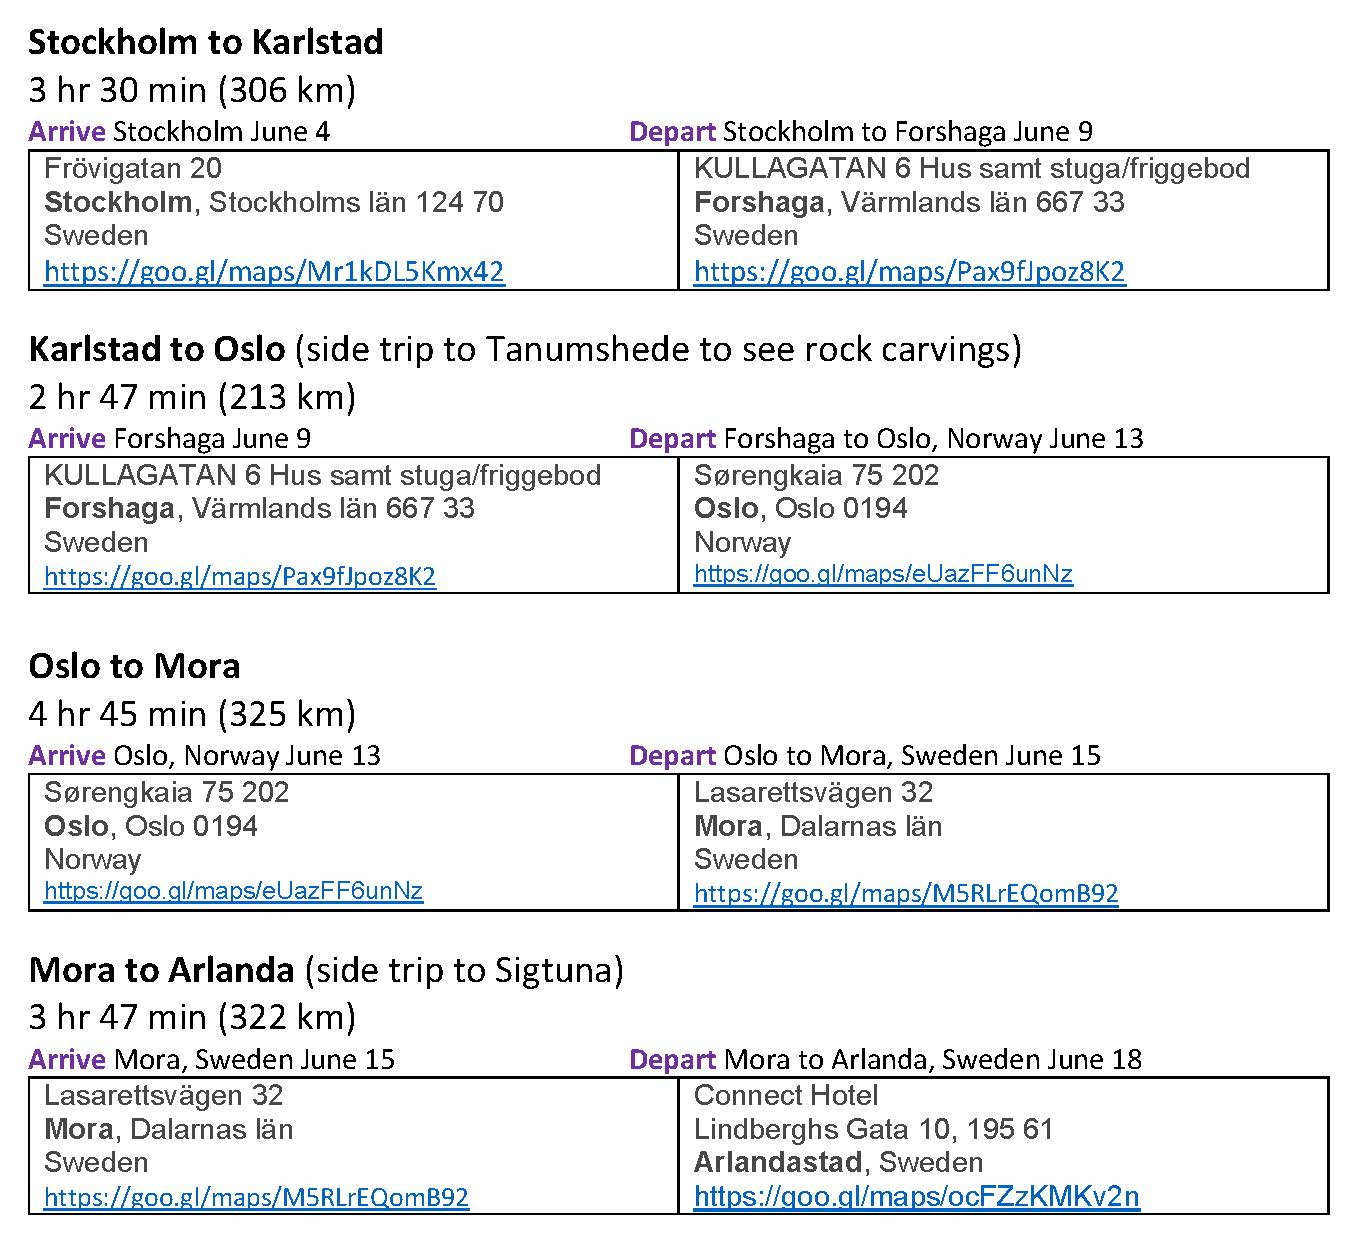 Stockholm to Karlstad
3 hr 30 min (306 km)
Arrive Stockholm June 4
Depart Stockholm to Forshaga June 9
Frövigatan 20
Stockholm, Stockholms län 124 70
Sweden
https://goo.gl/maps/Mr1kDL5Kmx42
KULLAGATAN 6 Hus samt stuga/friggebod
Forshaga, Värmlands län 667 33
Sweden
https://goo.gl/maps/Pax9fJpoz8K2
Karlstad to Oslo (side trip to Tanumshede to see rock carvings)
2 hr 47 min (213 km)
Arrive Forshaga June 9
Depart Forshaga to Oslo, Norway June 13
KULLAGATAN 6 Hus samt stuga/friggebod
Forshaga, Värmlands län 667 33
Sweden
https://goo.gl/maps/Pax9fJpoz8K2
Sørengkaia 75 202
Oslo, Oslo 0194
Norway
https://goo.gl/maps/eUazFF6unNz
Oslo to Mora
4 hr 45 min (325 km)
Arrive Oslo, Norway June 13
Depart Oslo to Mora, Sweden June 15
Sørengkaia 75 202
Oslo, Oslo 0194
Norway
https://goo.gl/maps/eUazFF6unNz
Lasarettsvägen 32
Mora, Dalarnas län
Sweden
https://goo.gl/maps/M5RLrEQomB92
Mora to Arlanda (side trip to Sigtuna)
3 hr 47 min (322 km)
Arrive Mora, Sweden June 15
Depart Mora to Arlanda, Sweden June 18
Lasarettsvägen 32
Mora, Dalarnas län
Sweden
https://goo.gl/maps/M5RLrEQomB92
Connect Hotel
Lindberghs Gata 10, 195 61
Arlandastad, Sweden
https://goo.gl/maps/ocFZzKMKv2n